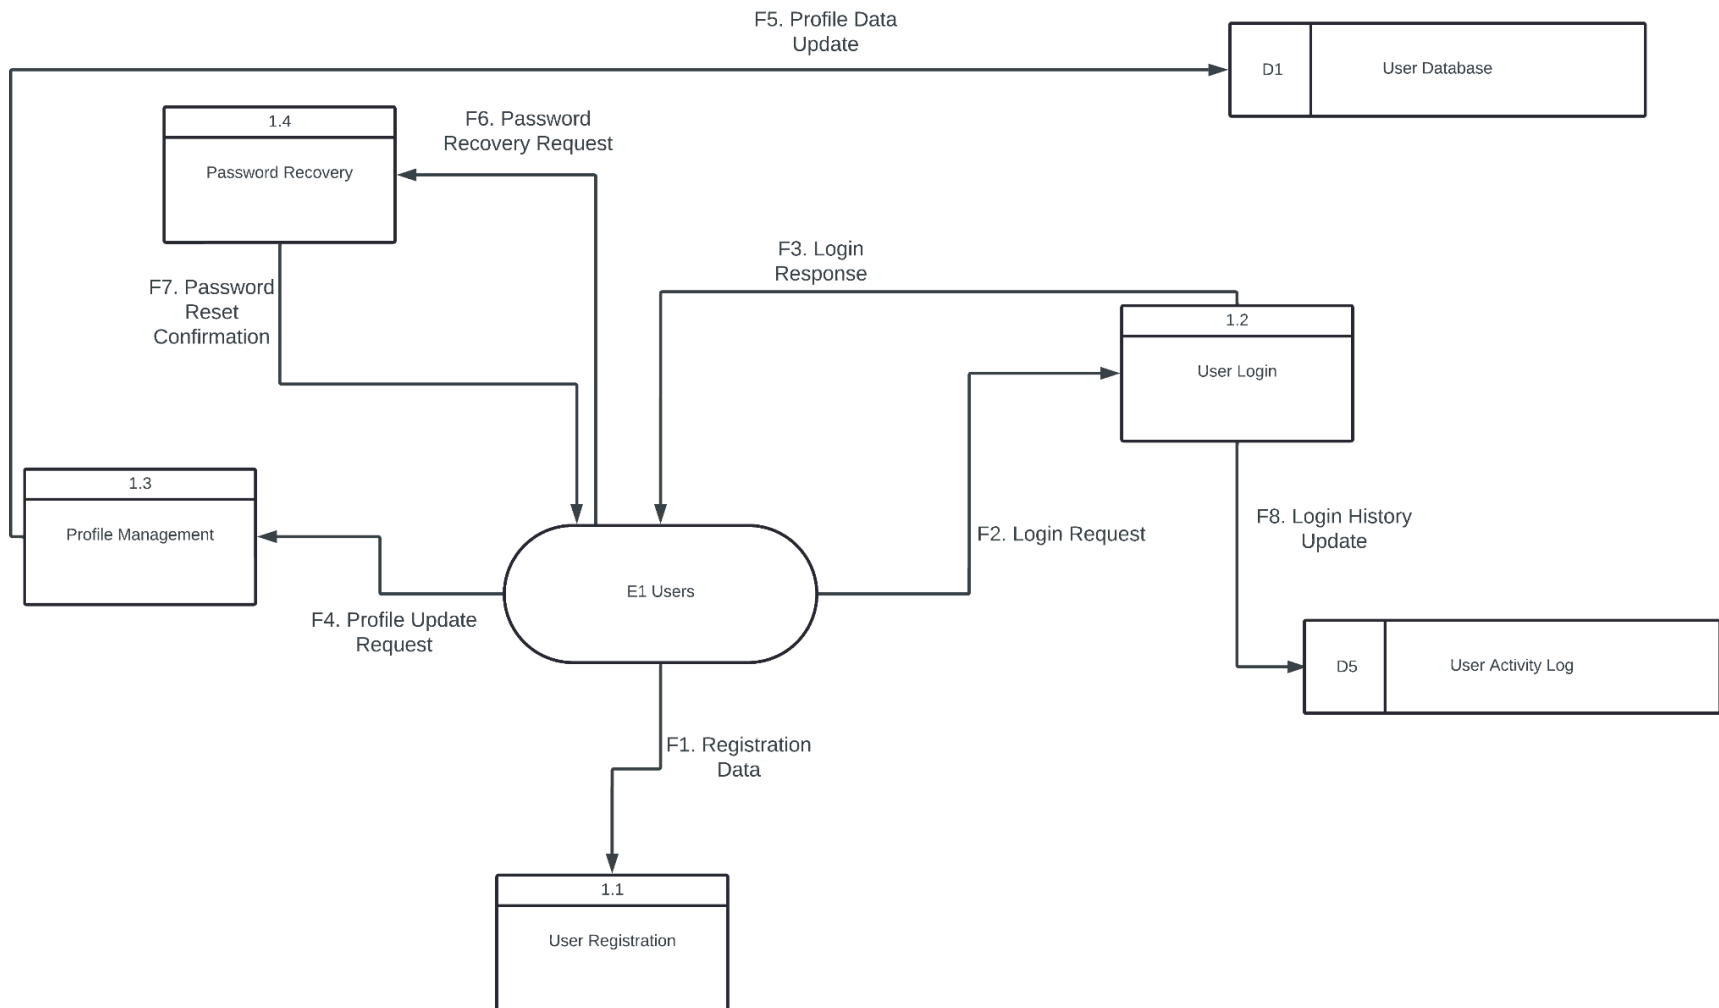 F5. Profile Data
Update
D1
User Database
1.4
Password Recovery
F6. Password
Recovery Request
F3. Login
Response
F7. Password
Reset
Confirmation
1.2
User Login
1.3
Profile Management
F2. Login Request
F8. Login History
Update
E1 Users
F4. Profile Update
Request
D5
User Activity Log
F1. Registration
Data
1.1
User Registration